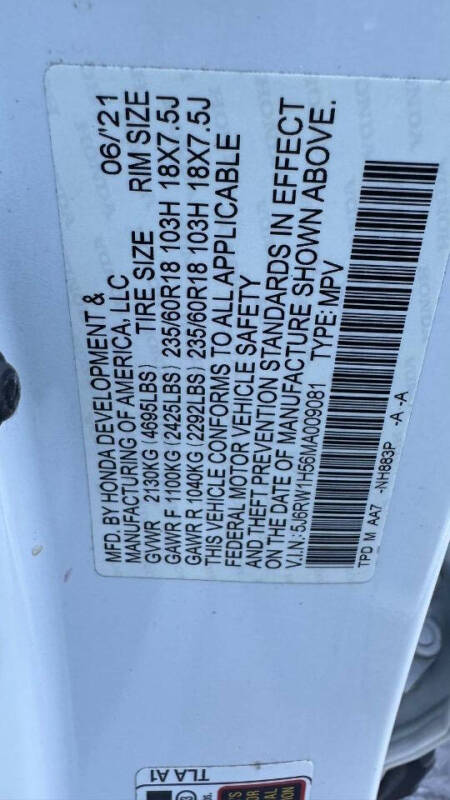 MFD. BY HONDA DEVELOPMENT & 06/'21
MANUFACTURING OF AMERICA, LLC
GVWR 2130KG (4695LBS) TIRE SIZE RIM SIZE
GAWR F 1100KG (2425LBS) 235/60R18 103H 18X7.5J
GAWR R 1040KG (2292LBS) 235/60R18 103H 18X7.5J
THIS VEHICLE CONFORMS TO ALL APPLICABLE
FEDERAL MOTOR VEHICLE SAFETY
AND THEFT PREVENTION STANDARDS IN EFFECT
ON THE DATE OF MANUFACTURE SHOWN ABOVE.
V.I.N.: 5J6RW1H56MA009081 TYPE: MPV
TPD M AA7 -NH883P -A -A
TLA A1